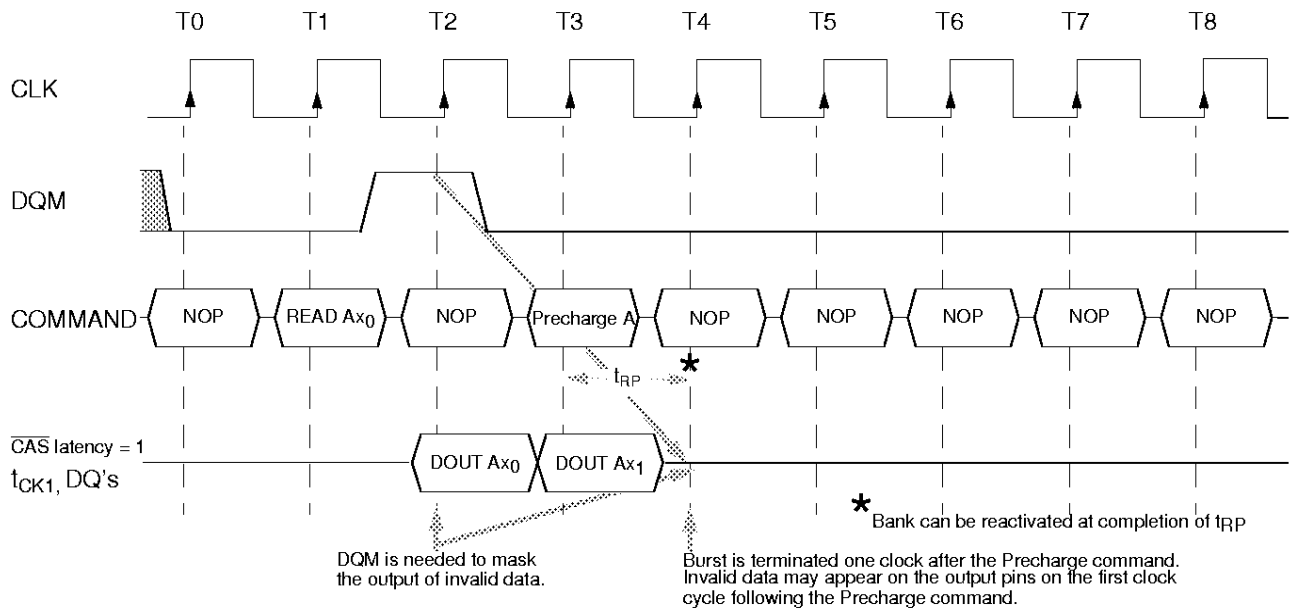 T0 T1 T2 T3 T4 T5 T6 T7 T8
CLK
DQM
COMMAND NOP READ Ax0 NOP Precharge A NOP NOP NOP NOP NOP
*
tRP
CAS latency = 1
tCK1, DQ's DOUT Ax0 DOUT Ax1
* Bank can be reactivated at completion of tRP
DQM is needed to mask
the output of invalid data.
Burst is terminated one clock after the Precharge command.
Invalid data may appear on the output pins on the first clock
cycle following the Precharge command.